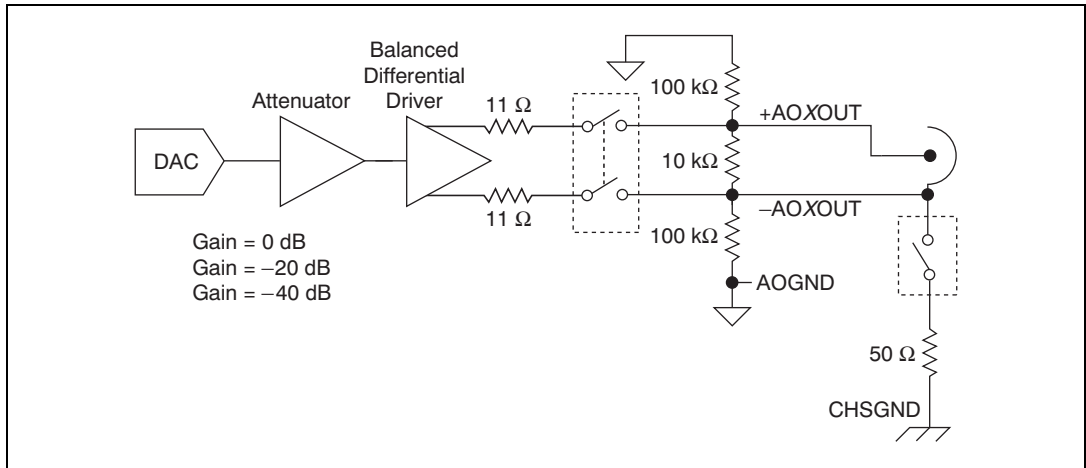 Balanced
Differential
Driver
Attenuator
DAC
11 Ω
11 Ω
100 kΩ
+AOXOUT
10 kΩ
−AOXOUT
100 kΩ
AOGND
Gain = 0 dB
Gain = −20 dB
Gain = −40 dB
50 Ω
CHSGND